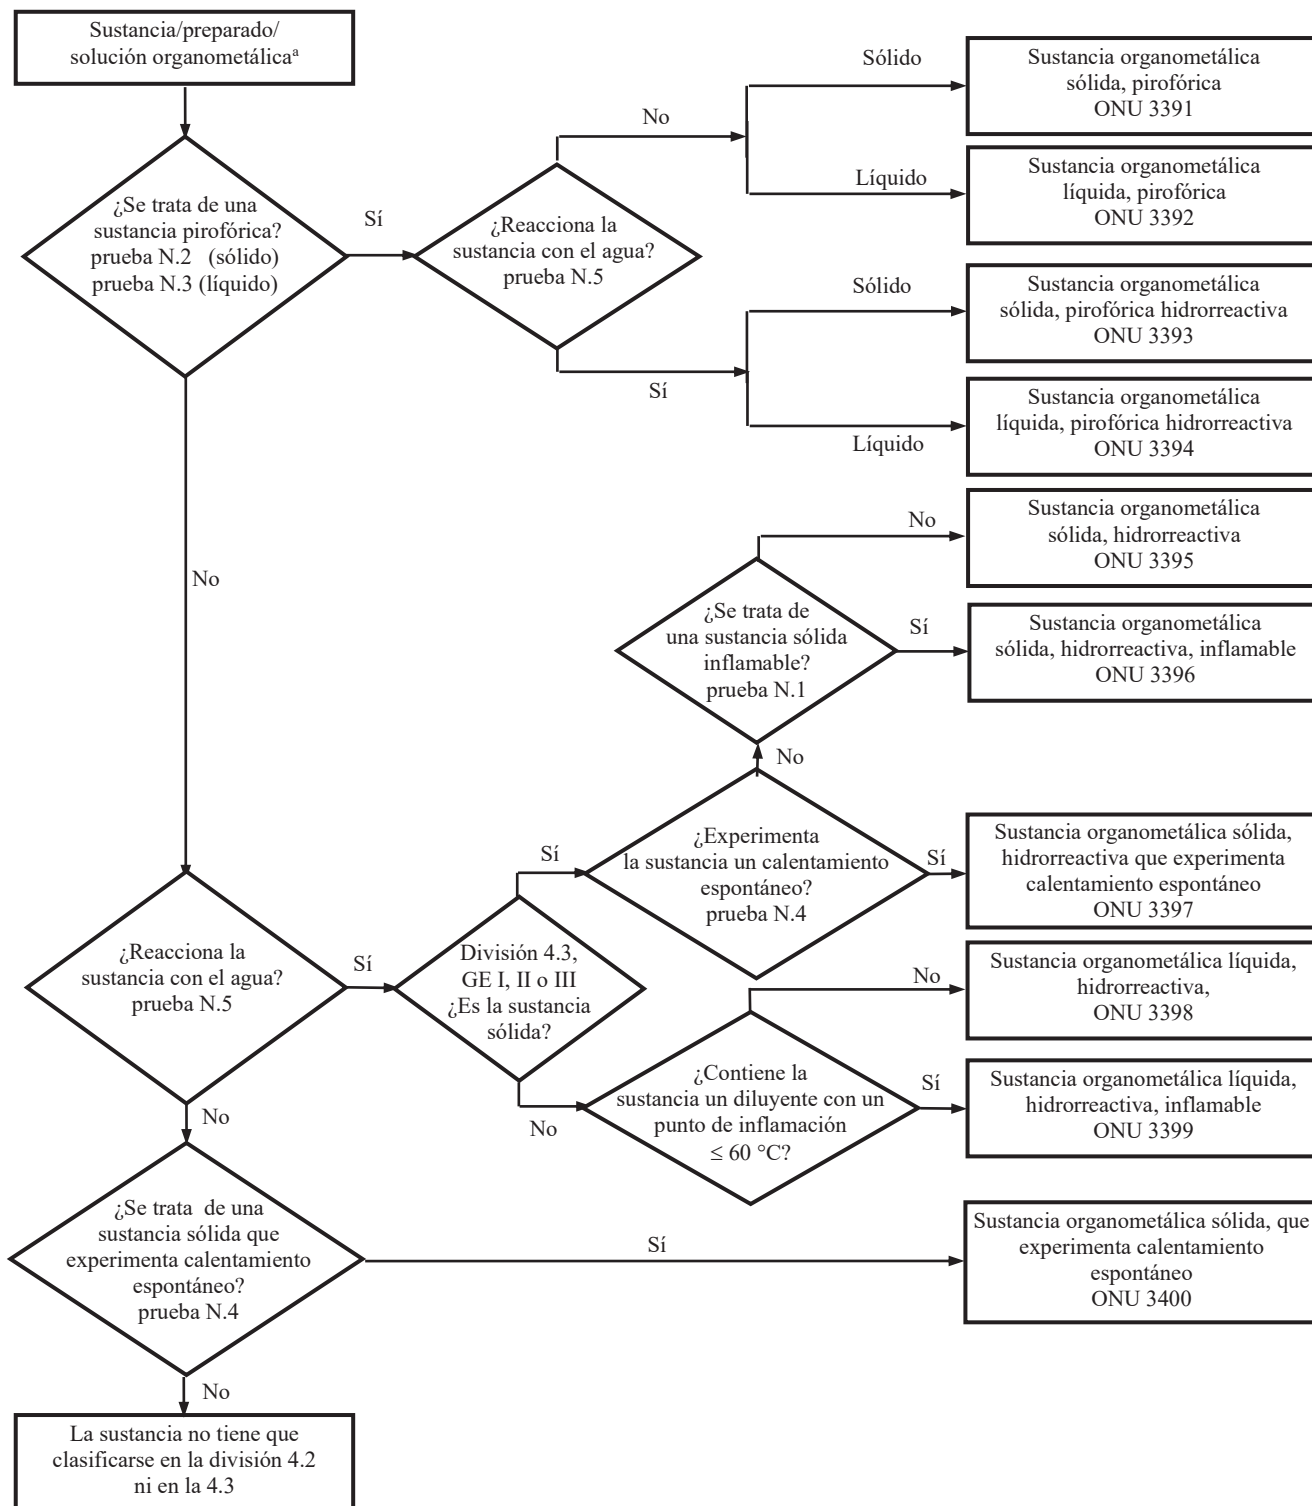 Sustancia/preparado/
solución organometálicaᵃ
¿Se trata de una
sustancia pirofórica?
prueba N.2 (sólido)
prueba N.3 (líquido)
Sí
¿Reacciona la
sustancia con el agua?
prueba N.5
No
Sólido
Sustancia organometálica
sólida, pirofórica
ONU 3391
Líquido
Sustancia organometálica
líquida, pirofórica
ONU 3392
Sí
Sólido
Sustancia organometálica
sólida, pirofórica hidrorreactiva
ONU 3393
Líquido
Sustancia organometálica
líquida, pirofórica hidrorreactiva
ONU 3394
No
No
Sustancia organometálica
sólida, hidrorreactiva
ONU 3395
¿Se trata de
una sustancia sólida
inflamable?
prueba N.1
Sí
Sustancia organometálica
sólida, hidrorreactiva, inflamable
ONU 3396
No
¿Experimenta
la sustancia un calentamiento
espontáneo?
prueba N.4
Sí
Sí
Sustancia organometálica sólida,
hidrorreactiva que experimenta
calentamiento espontáneo
ONU 3397
¿Reacciona la
sustancia con el agua?
prueba N.5
Sí
División 4.3,
GE I, II o III
¿Es la sustancia
sólida?
No
Sustancia organometálica líquida,
hidrorreactiva,
ONU 3398
No
¿Contiene la
sustancia un diluyente con un
punto de inflamación
≤ 60 °C?
Sí
Sustancia organometálica líquida,
hidrorreactiva, inflamable
ONU 3399
No
¿Se trata de una
sustancia sólida que
experimenta calentamiento
espontáneo?
prueba N.4
Sí
Sustancia organometálica sólida, que
experimenta calentamiento
espontáneo
ONU 3400
No
La sustancia no tiene que
clasificarse en la división 4.2
ni en la 4.3